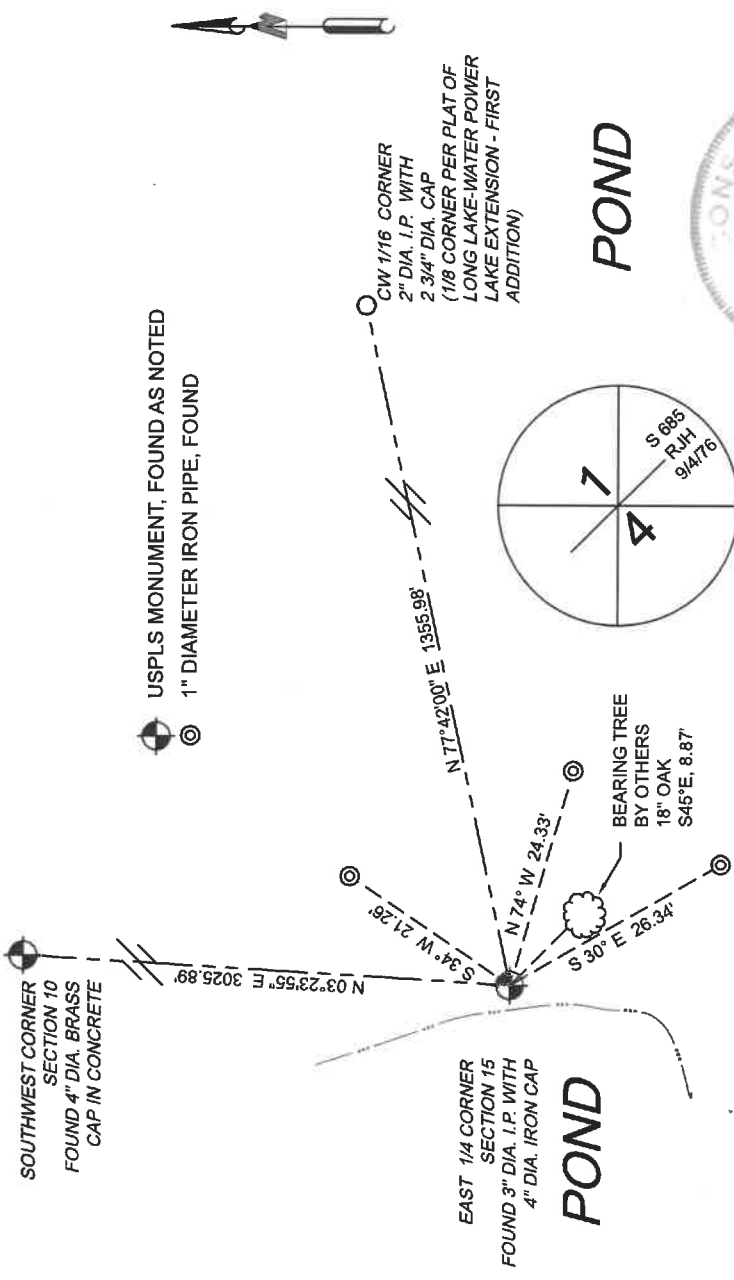 SOUTHWEST CORNER
SECTION 10
FOUND 4" DIA. BRASS
CAP IN CONCRETE
USPLS MONUMENT, FOUND AS NOTED
1" DIAMETER IRON PIPE, FOUND
N
N 03°23'55" E 3025.89'
N 77°42'00" E 1355.98'
CW 1/16 CORNER
2" DIA. I.P. WITH
2 3/4" DIA. CAP
(1/8 CORNER PER PLAT OF
LONG LAKE-WATER POWER
LAKE EXTENSION - FIRST
ADDITION)
S 34° W 21.26'
N 74° W 24.33'
S 30° E 26.34'
BEARING TREE
BY OTHERS
18" OAK
S45°E, 8.87'
EAST 1/4 CORNER
SECTION 15
FOUND 3" DIA. I.P. WITH
4" DIA. IRON CAP
POND
1
4
S 685
RJH
9/4/76
POND